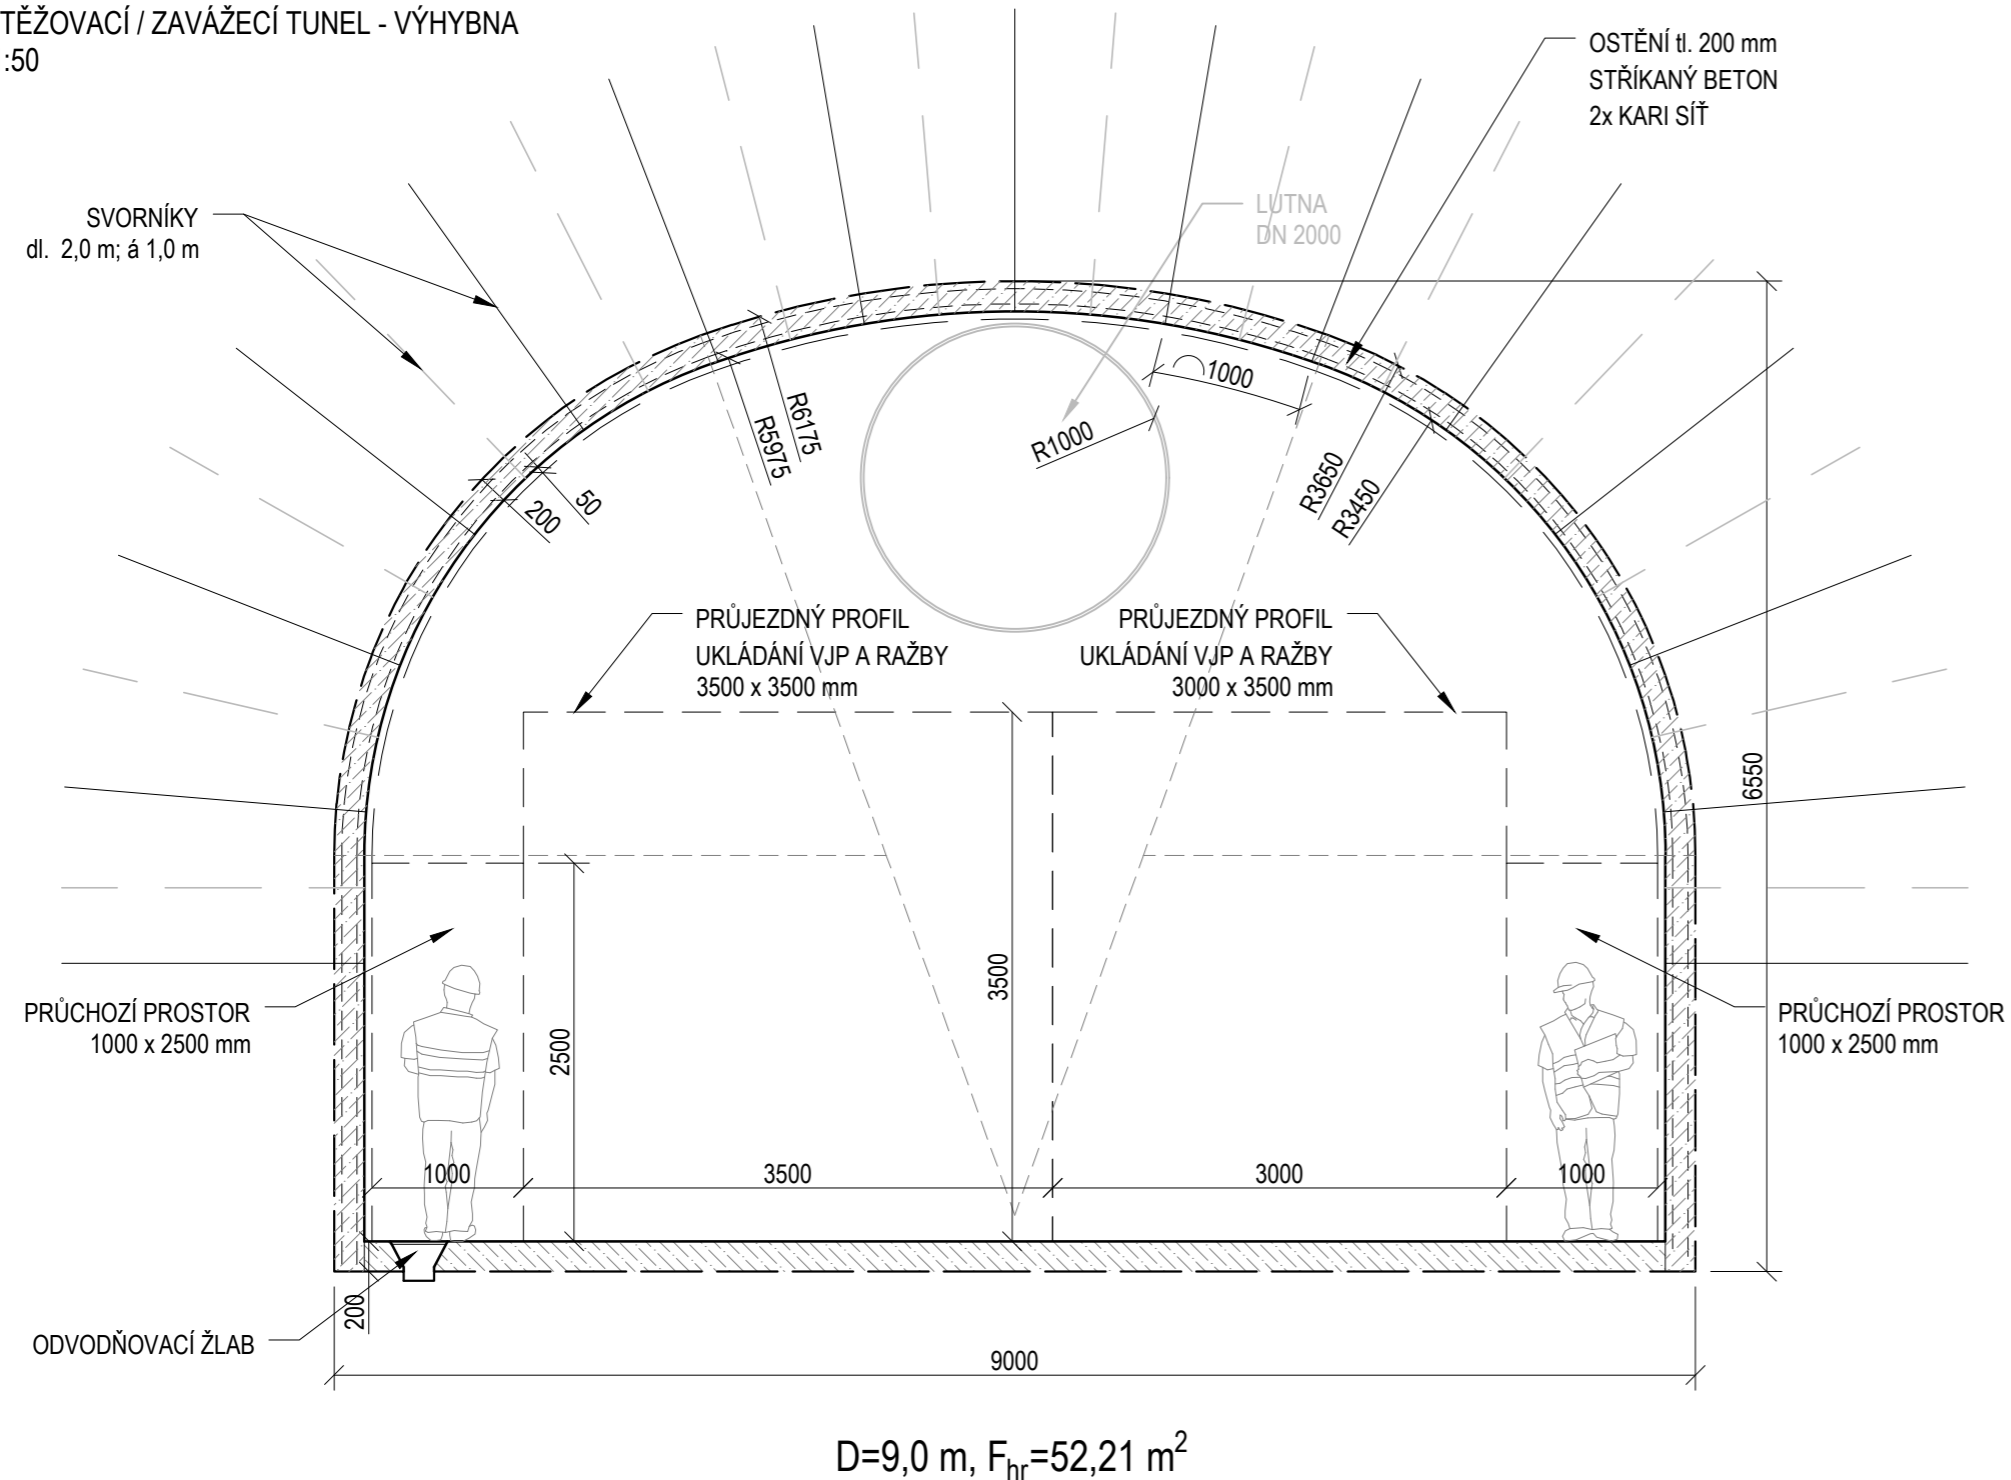 TĚŽOVACÍ / ZAVÁŽECÍ TUNEL - VÝHYBNA
:50
OSTĚNÍ tl. 200 mm
STŘÍKANÝ BETON
2x KARI SÍŤ
SVORNÍKY
dl. 2,0 m; á 1,0 m
LUTNA
DN 2000
1000
R6175
R5975
R1000
R3650
R3450
50
200
PRŮJEZDNÝ PROFIL
UKLÁDÁNÍ VJP A RAŽBY
3500 x 3500 mm
PRŮJEZDNÝ PROFIL
UKLÁDÁNÍ VJP A RAŽBY
3000 x 3500 mm
6550
3500
2500
PRŮCHOZÍ PROSTOR
1000 x 2500 mm
PRŮCHOZÍ PROSTOR
1000 x 2500 mm
1000
3500
3000
1000
200
ODVODŇOVACÍ ŽLAB
9000
D=9,0 m, Fhr=52,21 m²